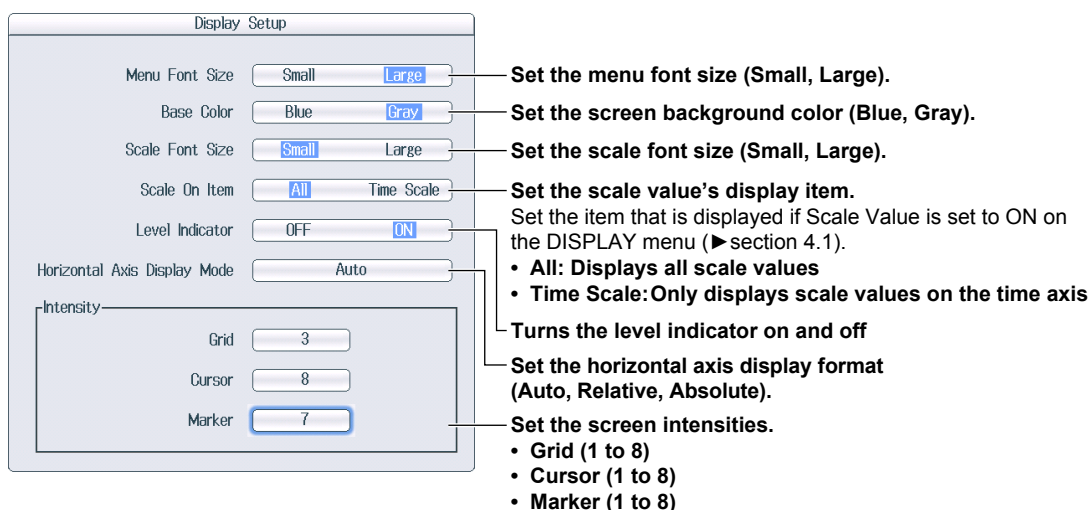 Display Setup
Menu Font Size Small Large
Set the menu font size (Small, Large).
Base Color Blue Gray
Set the screen background color (Blue, Gray).
Scale Font Size Small Large
Set the scale font size (Small, Large).
Scale On Item All Time Scale
Set the scale value's display item.
Set the item that is displayed if Scale Value is set to ON on
the DISPLAY menu (►section 4.1).
• All: Displays all scale values
• Time Scale:Only displays scale values on the time axis
Level Indicator OFF ON
Turns the level indicator on and off
Horizontal Axis Display Mode Auto
Set the horizontal axis display format
(Auto, Relative, Absolute).
Intensity
Grid 3
Cursor 8
Marker 7
Set the screen intensities.
• Grid (1 to 8)
• Cursor (1 to 8)
• Marker (1 to 8)